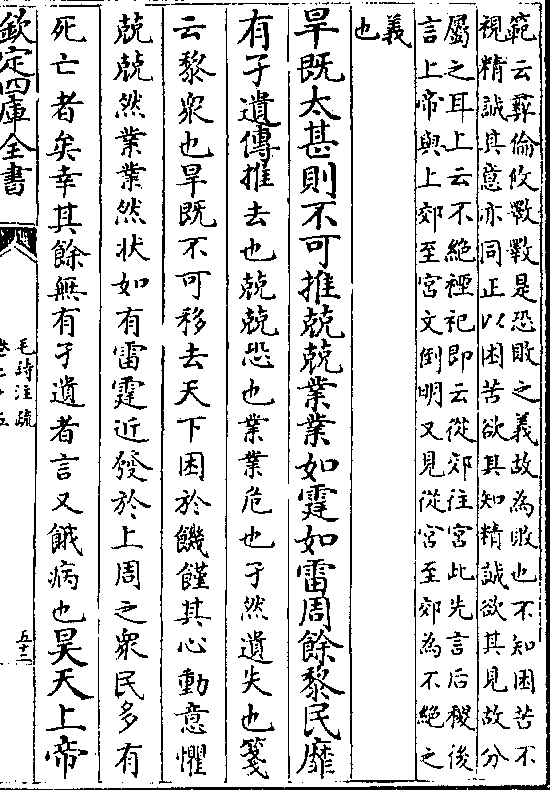 範云彛倫攸斁斁是恐敗之義故為敗也不知困苦不
視精誠其意亦同正以困苦欲其知精誠欲其見故分
屬之耳上云不絶禋祀即云從郊往宮此先言后稷後
言上帝與上郊至宮文倒明又見從宮至郊為不絶之
義
也
旱既太甚則不可推兢兢業業如霆如雷周餘黎民靡
有孑遺傳推去也兢兢恐也業業危也孑然遺失也箋
云黎衆也旱既不可移去天下困於饑饉其心動意懼
兢兢然業業然状如有雷霆近發於上周之衆民多有
死亡者矣幸其餘無有孑遺者言又餓病也昊天上帝
欽定四庫全書
毛詩注疏
五十二